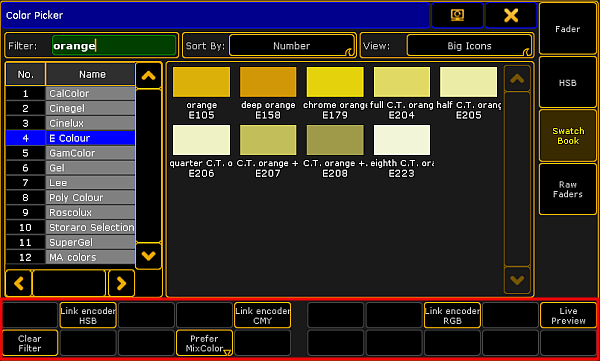 Color Picker
Filter: orange
Sort By: Number
View: Big Icons
Fader
HSB
Swatch
Book
Raw
Faders
No. Name
1 CalColor
2 Cinegel
3 Cinelux
4 E Colour
5 GamColor
6 Gel
7 Lee
8 Poly Colour
9 Roscolux
10 Storaro Selection
11 SuperGel
12 MA colors
orange
E105
deep orange
E158
chrome orang
E179
full C.T. orang
E204
half C.T. orang
E205
quarter C.T. o
E206
C.T. orange +
E207
C.T. orange +.
E208
eighth C.T. ora
E223
Link encoder
HSB
Link encoder
CMY
Link encoder
RGB
Live
Preview
Clear
Filter
Prefer
MixColor